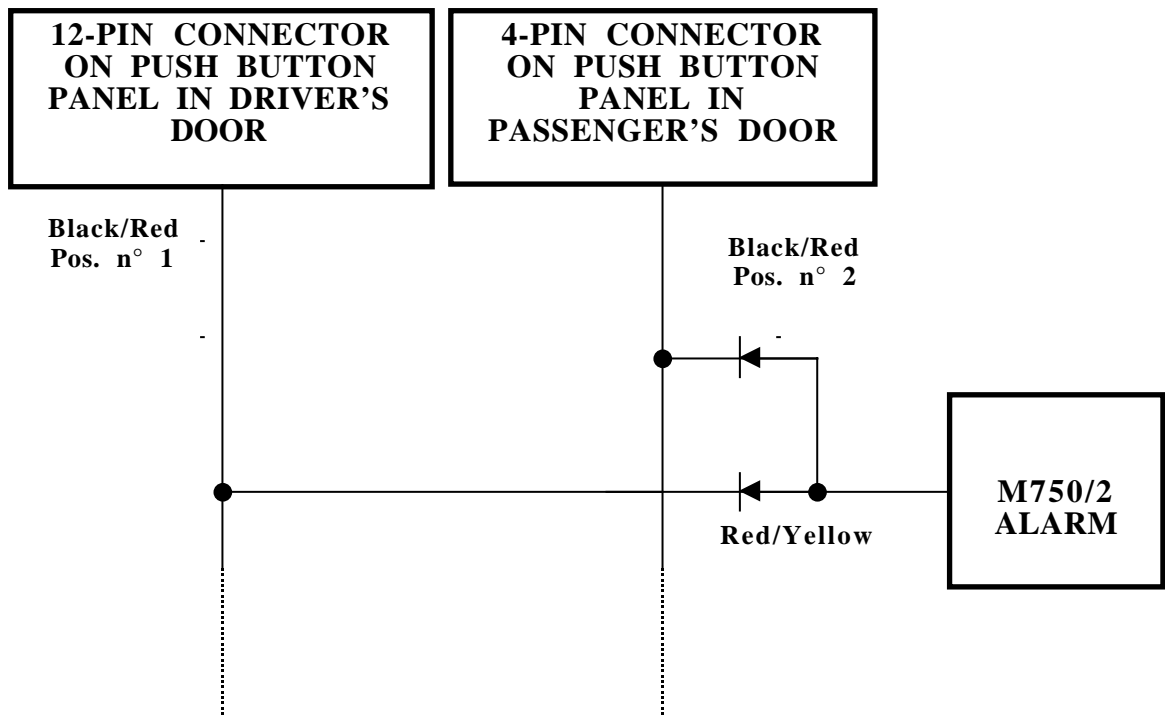 12-PIN CONNECTOR
ON PUSH BUTTON
PANEL IN DRIVER'S
DOOR
4-PIN CONNECTOR
ON PUSH BUTTON
PANEL IN
PASSENGER’S DOOR
Black/Red
Pos. n° 1
Black/Red
Pos. n° 2
Red/Yellow
M750/2
ALARM